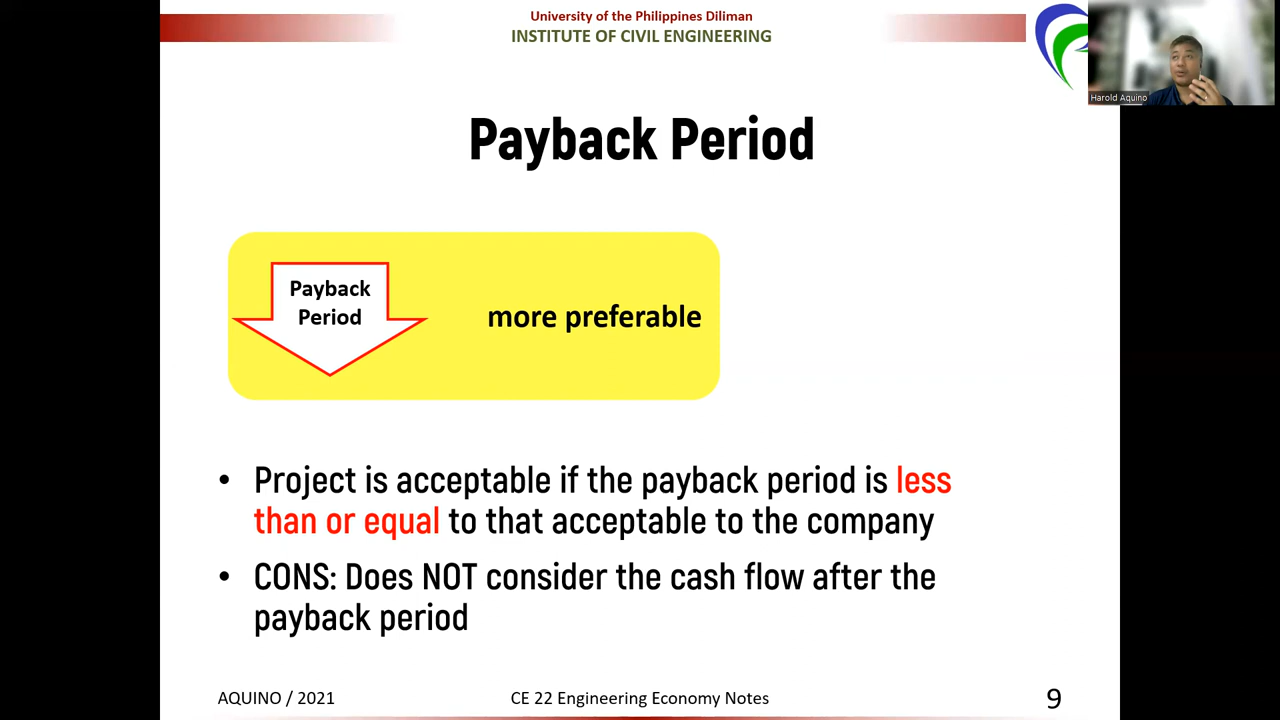 University of the Philippines Diliman
INSTITUTE OF CIVIL ENGINEERING
Harold Aquino
Payback Period
Payback
Period
more preferable
• Project is acceptable if the payback period is less
than or equal to that acceptable to the company
• CONS: Does NOT consider the cash flow after the
payback period
AQUINO / 2021
CE 22 Engineering Economy Notes
9